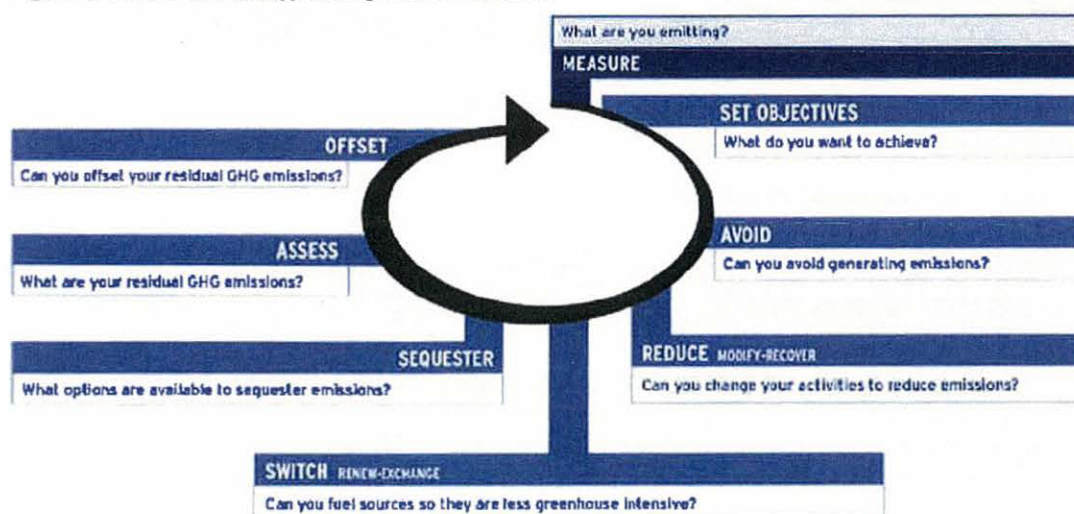 What are you emitting?
MEASURE
SET OBJECTIVES
What do you want to achieve?
AVOID
Can you avoid generating emissions?
REDUCE MODIFY-RECOVER
Can you change your activities to reduce emissions?
SWITCH RENEW-EXCHANGE
Can you fuel sources so they are less greenhouse intensive?
SEQUESTER
What options are available to sequester emissions?
ASSESS
What are your residual GHG emissions?
OFFSET
Can you offset your residual GHG emissions?